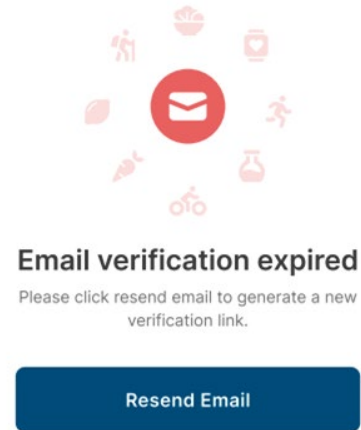 Email verification expired
Please click resend email to generate a new
verification link.
Resend Email